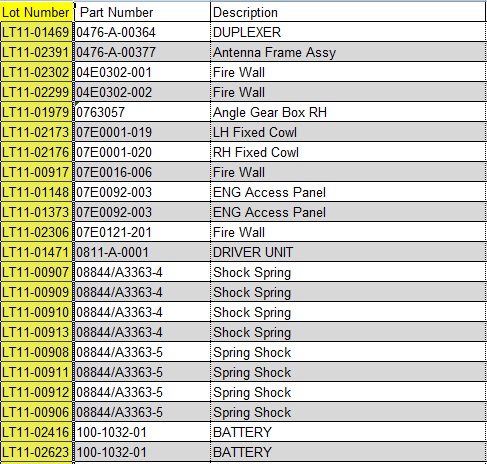 Lot Number Part Number Description
LT11-01469 0476-A-00364 DUPLEXER
LT11-02391 0476-A-00377 Antenna Frame Assy
LT11-02302 04E0302-001 Fire Wall
LT11-02299 04E0302-002 Fire Wall
LT11-01979 0763057 Angle Gear Box RH
LT11-02173 07E0001-019 LH Fixed Cowl
LT11-02176 07E0001-020 RH Fixed Cowl
LT11-00917 07E0016-006 Fire Wall
LT11-01148 07E0092-003 ENG Access Panel
LT11-01373 07E0092-003 ENG Access Panel
LT11-02306 07E0121-201 Fire Wall
LT11-01471 0811-A-0001 DRIVER UNIT
LT11-00907 08844/A3363-4 Shock Spring
LT11-00909 08844/A3363-4 Shock Spring
LT11-00910 08844/A3363-4 Shock Spring
LT11-00913 08844/A3363-4 Shock Spring
LT11-00908 08844/A3363-5 Spring Shock
LT11-00911 08844/A3363-5 Spring Shock
LT11-00912 08844/A3363-5 Spring Shock
LT11-00906 08844/A3363-5 Spring Shock
LT11-02416 100-1032-01 BATTERY
LT11-02623 100-1032-01 BATTERY